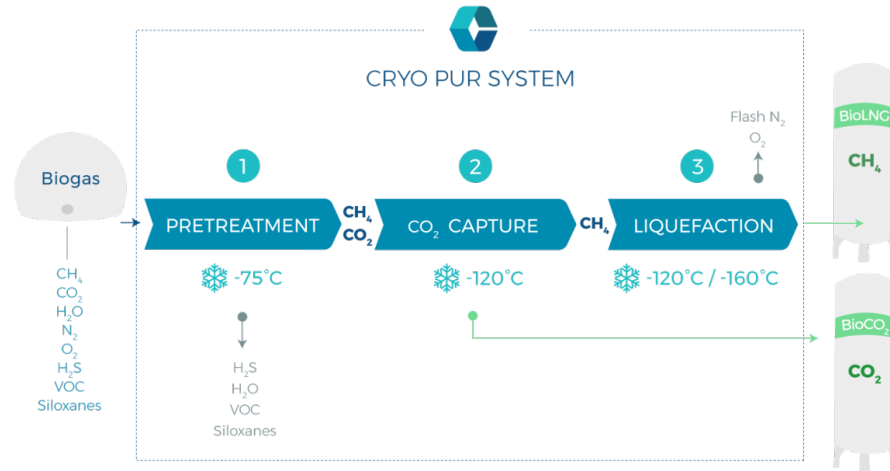 CRYO PUR SYSTEM
Biogas
CH₄
CO₂
H₂O
N₂
O₂
H₂S
VOC
Siloxanes
1
PRETREATMENT
-75°C
H₂S
H₂O
VOC
Siloxanes
CH₄
CO₂
2
CO₂ CAPTURE
-120°C
CH₄
3
Flash N₂
O₂
LIQUEFACTION
-120°C / -160°C
BioLNG
CH₄
BioCO₂
CO₂